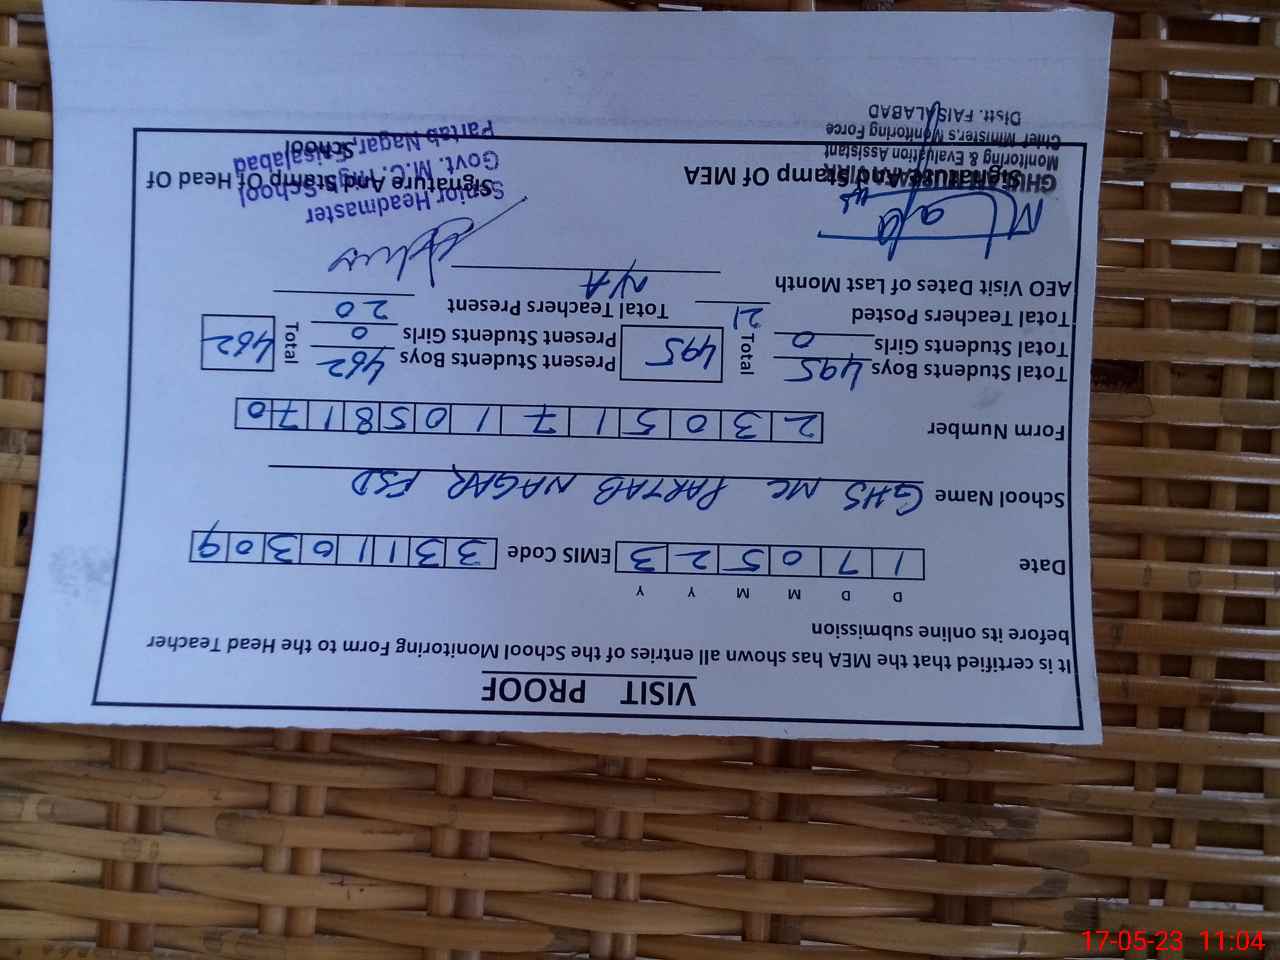 VISIT PROOF
It is certified that the MEA has shown all entries of the School Monitoring Form to the Head Teacher
before its online submission
D D M M Y Y
Date 1 7 0 5 2 3 EMIS Code 3 3 1 1 0 3 0 9
School Name GHS MC PARTAB NAGAR FSD
Form Number 2 3 0 5 1 7 1 0 5 8 1 7 0
Total Students Boys 495 Total 495 Present Students Boys 462 Total 462
Total Students Girls 0 Present Students Girls 0
Total Teachers Posted 21 Total Teachers Present 20
AEO Visit Dates of Last Month N/A
Signature And Stamp Of MEA
Signature And Stamp Of Head Of
School
Monitoring & Evaluation Assistant
Chief Minister's Monitoring Force
Distt. FAISALABAD
Senior Headmaster
Govt. M.C. High School
Partab Nagar, Faisalabad
17-05-23 11:04